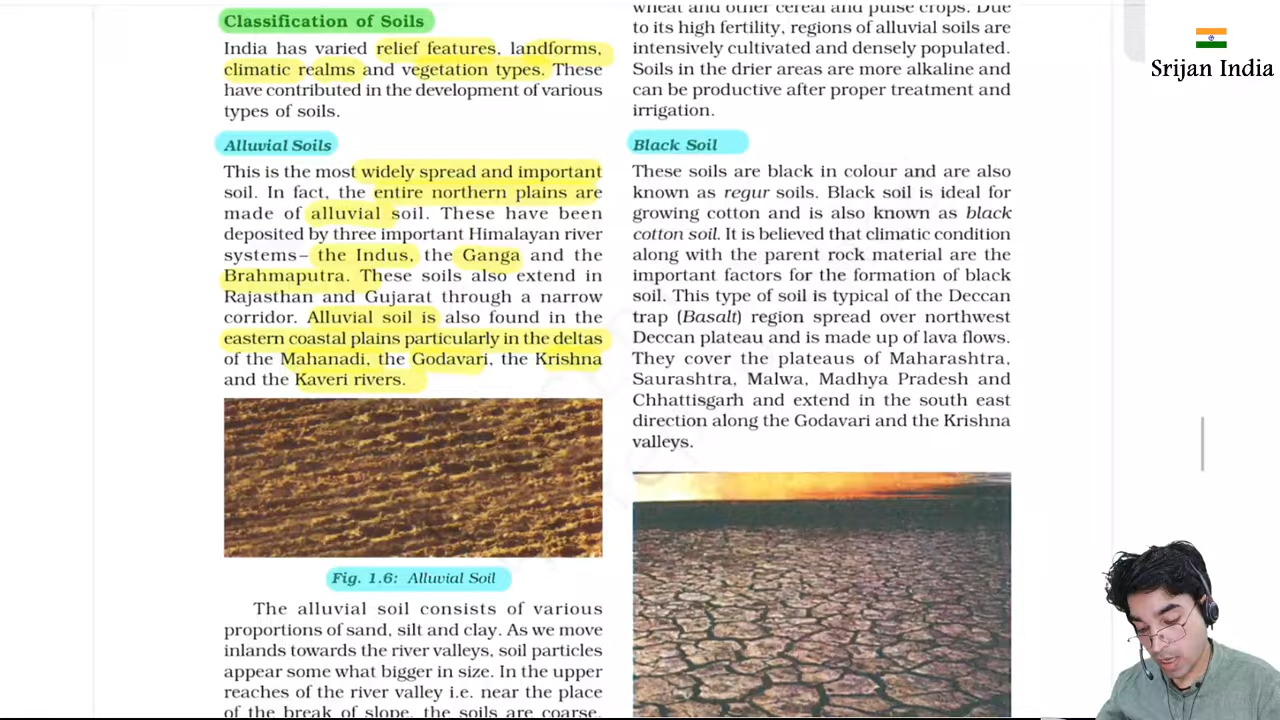 Classification of Soils
India has varied relief features, landforms,
climatic realms and vegetation types. These
have contributed in the development of various
types of soils.
Alluvial Soils
This is the most widely spread and important
soil. In fact, the entire northern plains are
made of alluvial soil. These have been
deposited by three important Himalayan river
systems– the Indus, the Ganga and the
Brahmaputra. These soils also extend in
Rajasthan and Gujarat through a narrow
corridor. Alluvial soil is also found in the
eastern coastal plains particularly in the deltas
of the Mahanadi, the Godavari, the Krishna
and the Kaveri rivers.
Fig. 1.6: Alluvial Soil
The alluvial soil consists of various
proportions of sand, silt and clay. As we move
inlands towards the river valleys, soil particles
appear some what bigger in size. In the upper
reaches of the river valley i.e. near the place
of the break of slope, the soils are coarse.
wheat and other cereal and pulse crops. Due
to its high fertility, regions of alluvial soils are
intensively cultivated and densely populated.
Soils in the drier areas are more alkaline and
can be productive after proper treatment and
irrigation.
Black Soil
These soils are black in colour and are also
known as regur soils. Black soil is ideal for
growing cotton and is also known as black
cotton soil. It is believed that climatic condition
along with the parent rock material are the
important factors for the formation of black
soil. This type of soil is typical of the Deccan
trap (Basalt) region spread over northwest
Deccan plateau and is made up of lava flows.
They cover the plateaus of Maharashtra,
Saurashtra, Malwa, Madhya Pradesh and
Chhattisgarh and extend in the south east
direction along the Godavari and the Krishna
valleys.
Srijan India